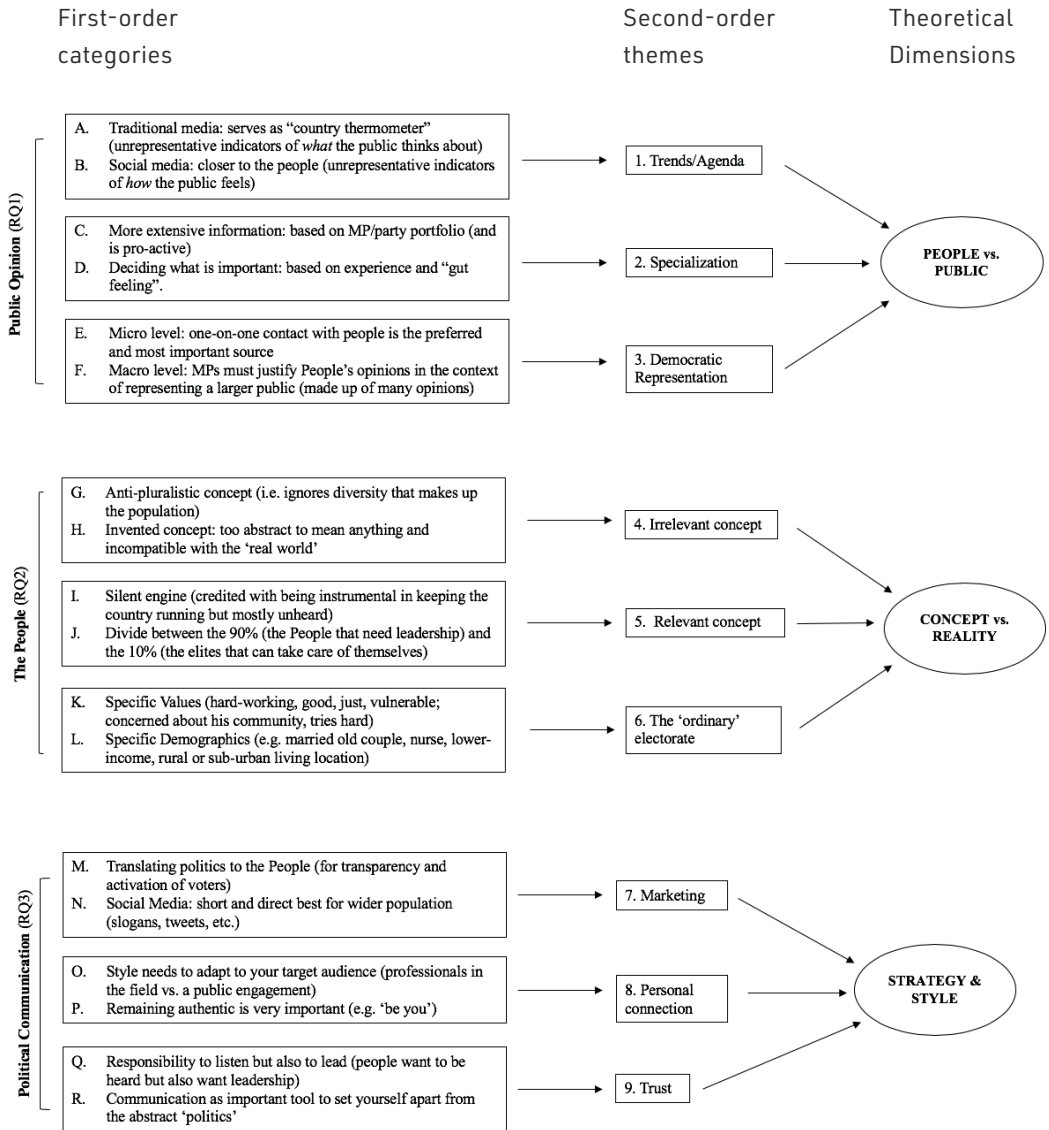 First-order
categories
Second-order
themes
Theoretical
Dimensions
Public Opinion (RQ1)
A. Traditional media: serves as “country thermometer”
(unrepresentative indicators of what the public thinks about)
B. Social media: closer to the people (unrepresentative indicators
of how the public feels)
1. Trends/Agenda
C. More extensive information: based on MP/party portfolio (and
is pro-active)
D. Deciding what is important: based on experience and “gut
feeling”.
2. Specialization
E. Micro level: one-on-one contact with people is the preferred
and most important source
F. Macro level: MPs must justify People’s opinions in the context
of representing a larger public (made up of many opinions)
3. Democratic
Representation
PEOPLE vs.
PUBLIC
The People (RQ2)
G. Anti-pluralistic concept (i.e. ignores diversity that makes up
the population)
H. Invented concept: too abstract to mean anything and
incompatible with the ‘real world’
4. Irrelevant concept
I. Silent engine (credited with being instrumental in keeping the
country running but mostly unheard)
J. Divide between the 90% (the People that need leadership) and
the 10% (the elites that can take care of themselves)
5. Relevant concept
K. Specific Values (hard-working, good, just, vulnerable;
concerned about his community, tries hard)
L. Specific Demographics (e.g. married old couple, nurse, lower-
income, rural or sub-urban living location)
6. The ‘ordinary’
electorate
CONCEPT vs.
REALITY
Political Communication (RQ3)
M. Translating politics to the People (for transparency and
activation of voters)
N. Social Media: short and direct best for wider population
(slogans, tweets, etc.)
7. Marketing
O. Style needs to adapt to your target audience (professionals in
the field vs. a public engagement)
P. Remaining authentic is very important (e.g. ‘be you’)
8. Personal
connection
Q. Responsibility to listen but also to lead (people want to be
heard but also want leadership)
R. Communication as important tool to set yourself apart from
the abstract ‘politics’
9. Trust
STRATEGY &
STYLE